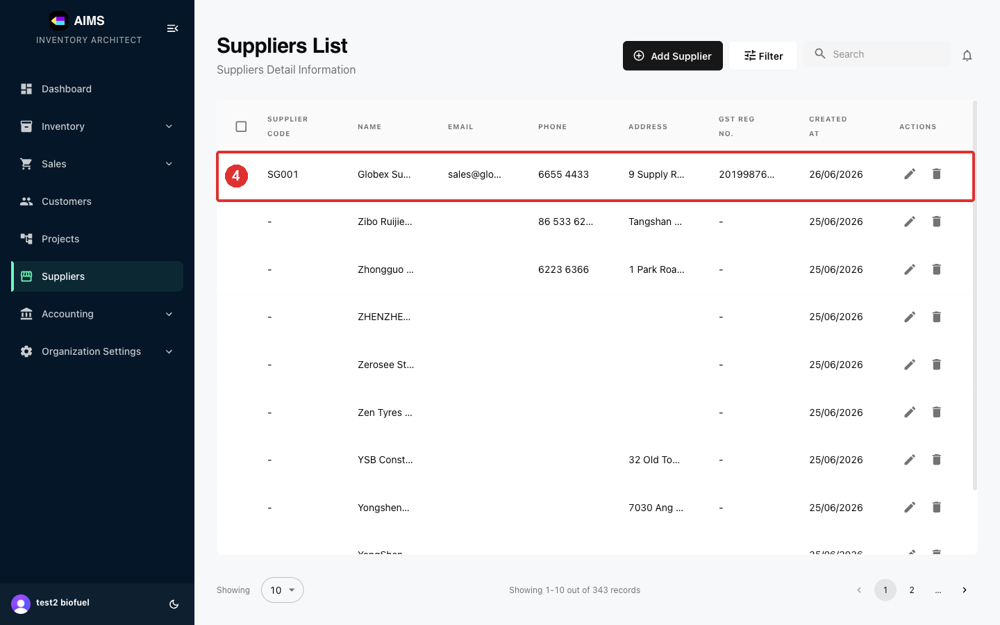 AIMS
INVENTORY ARCHITECT
Dashboard
Inventory
Sales
Customers
Projects
Suppliers
Accounting
Organization Settings
test2 biofuel
Suppliers List
Suppliers Detail Information
Add Supplier
Filter
Search
SUPPLIER CODE NAME EMAIL PHONE ADDRESS GST REG NO. CREATED AT ACTIONS
4 SG001 Globex Su... sales@glo... 6655 4433 9 Supply R... 20199876... 26/06/2026
- Zibo Ruijie... 86 533 62... Tangshan ... - 25/06/2026
- Zhongguo ... 6223 6366 1 Park Roa... - 25/06/2026
- ZHENZHE... - 25/06/2026
- Zerosee St... - 25/06/2026
- Zen Tyres ... - 25/06/2026
- YSB Const... 32 Old To... - 25/06/2026
- Yongshen... 7030 Ang ... - 25/06/2026
YongShen 25/06/2026
Showing 10 Showing 1-10 out of 343 records 1 2 ...